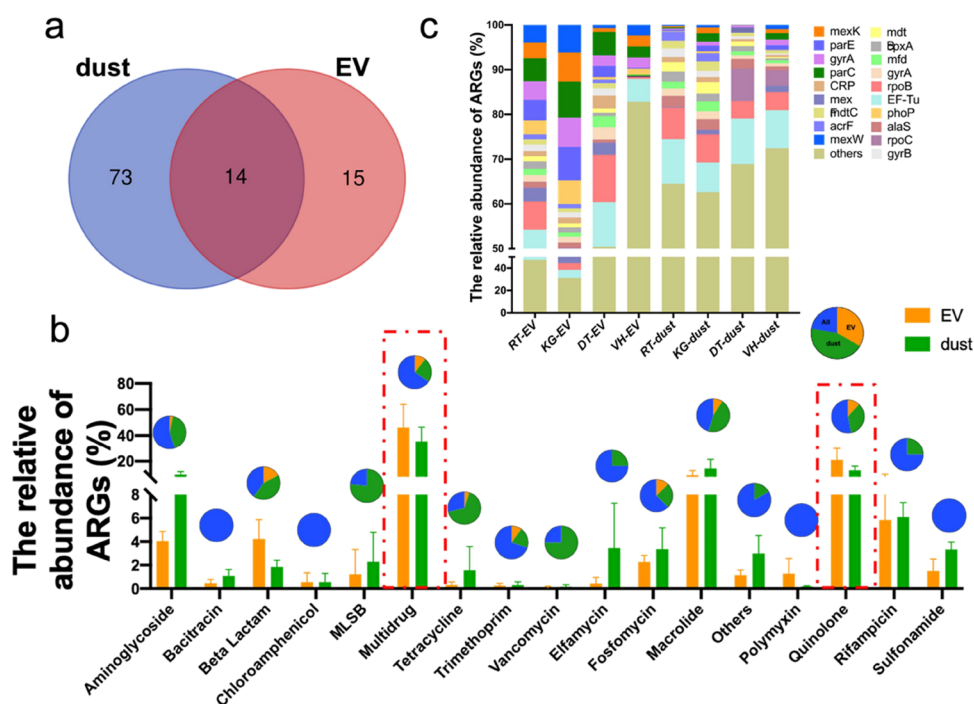 a
dust
EV
73
14
15
c
The relative abundance of ARGs (%)
100
90
80
70
60
50
40
20
0
RT-EV
KG-EV
DT-EV
VH-EV
RT-dust
KG-dust
DT-dust
VH-dust
mexK
parE
gyrA
parC
CRP
mex
F
mdtC
acrF
mexW
others
mdt
B
rpxA
mfd
gyrA
rpoB
EF-Tu
phoP
alaS
rpoC
gyrB
All
EV
dust
EV
dust
b
The relative
abundance of
ARGs (%)
80
60
40
20
8
6
4
2
0
Aminglycoside
Bacitracin
Beta Lactam
Chloroamphenicol
MLSB
Multidrug
Tetracycline
Trimethoprim
Vancomycin
Elfamycin
Fosfomycin
Macrolide
Others
Polymyxin
Quinolone
Rifampicin
Sulfonamide